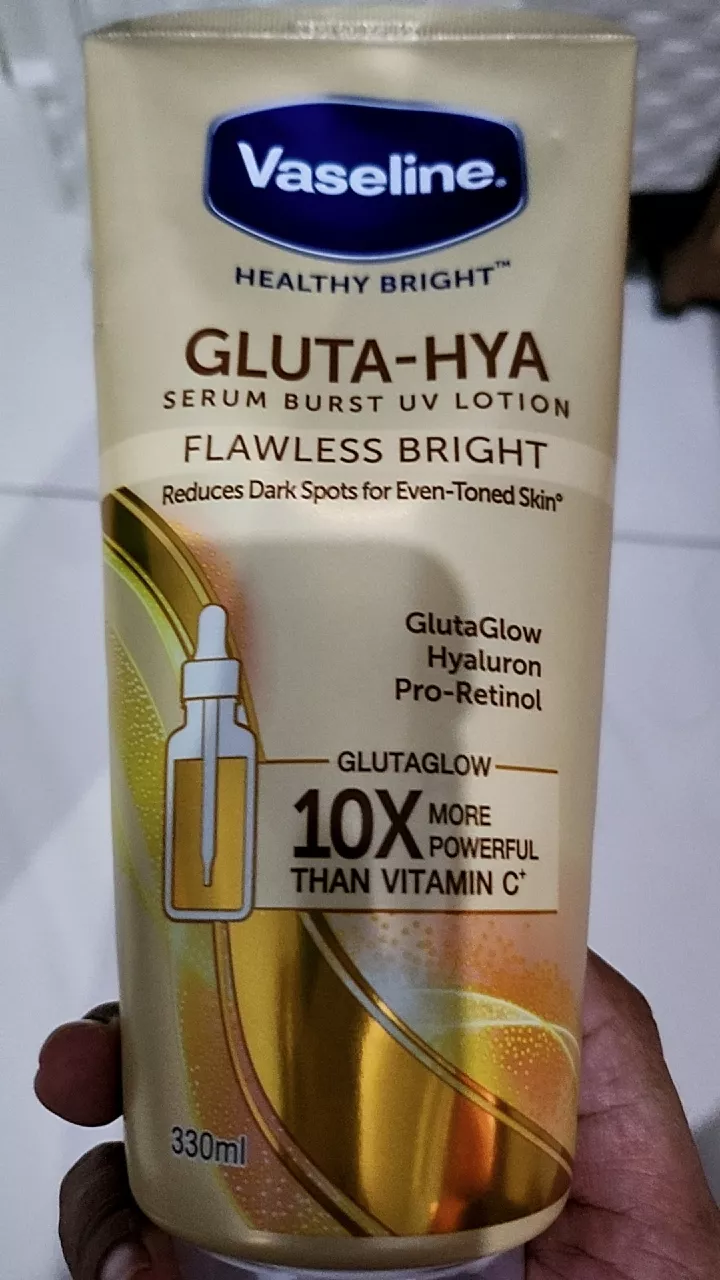 Vaseline.
HEALTHY BRIGHT™
GLUTA-HYA
SERUM BURST UV LOTION
FLAWLESS BRIGHT
Reduces Dark Spots for Even-Toned Skin°
GlutaGlow
Hyaluron
Pro-Retinol
GLUTAGLOW
10X MORE
POWERFUL
THAN VITAMIN C⁺
330ml